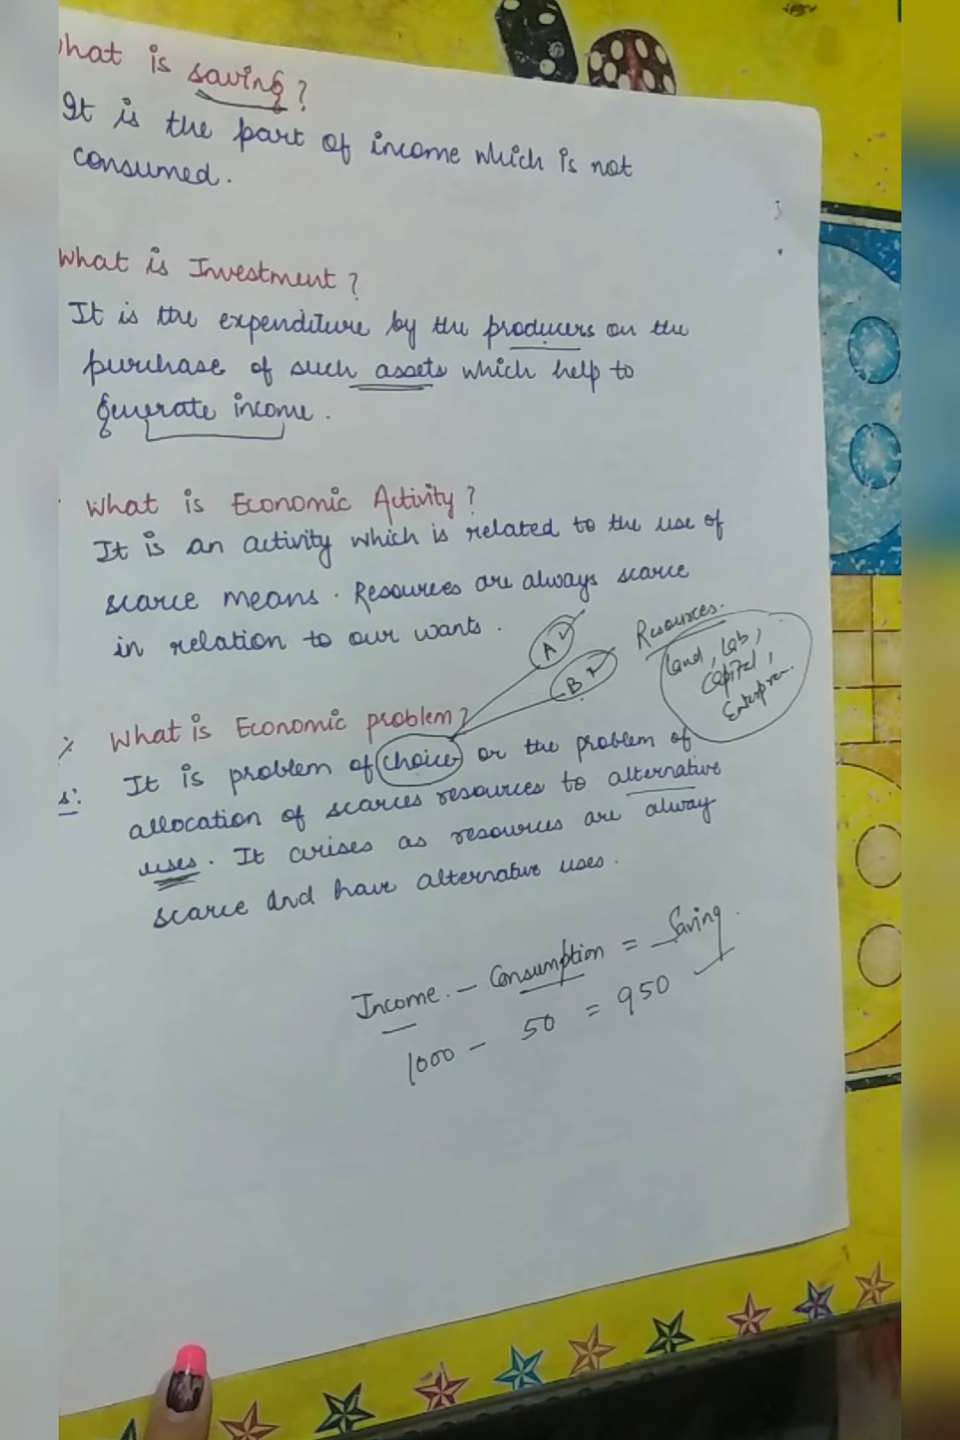 What is saving?
It is the part of income which is not
consumed.
What is Investment?
It is the expenditure by the producers on the
purchase of such assets which help to
generate income.
What is Economic Activity?
It is an activity which is related to the use of
scarce means. Resources are always scarce
in relation to our wants.
A
B
Resources.
Land, Lab,
Capital,
Enterpren.
What is Economic problem?
s: It is problem of choice or the problem of
allocation of scarces resources to alternative
uses. It arises as resources are alway
scarce and have alternative uses.
Income. - Consumption = Saving.
1000 - 50 = 950